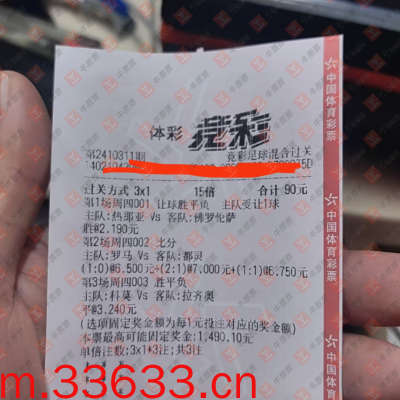 体彩 竞彩
第2410311期 竞彩足球混合过关
过关方式 3x1 15倍 合计 90元
第1场周四001 让球胜平负 主队受让1球
主队:热那亚 Vs 客队:佛罗伦萨
胜@2.190元
第2场周四002 比分
主队:罗马 Vs 客队:都灵
(1:0)@6.500元+(2:1)@7.000元+(1:1)@6.750元
第3场周四003 胜平负
主队:科莫 Vs 客队:拉齐奥
平@3.240元
(选项固定奖金额为每1元投注对应的奖金额)
本票最高可能固定奖金:1,490.10元
单倍注数:3x1*3注;共3注
中国体育彩票
中国体育彩票
中国体育彩票
m.33633.cn